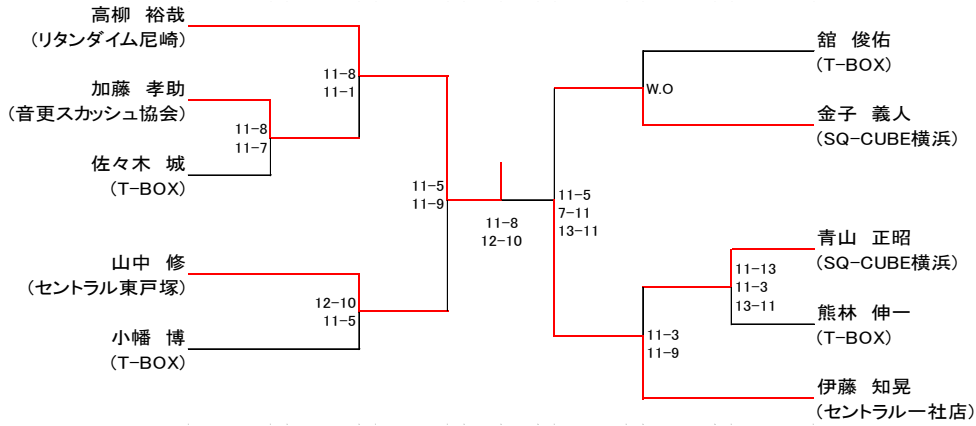 高柳 裕哉
(リタンダイム尼崎)
加藤 孝助
(音更スカッシュ協会)
佐々木 城
(T-BOX)
山中 修
(セントラル東戸塚)
小幡 博
(T-BOX)
11-8
11-1
11-8
11-7
11-5
11-9
12-10
11-5
11-8
12-10
11-5
7-11
13-11
W.O
11-3
11-9
11-13
11-3
13-11
舘 俊佑
(T-BOX)
金子 義人
(SQ-CUBE横浜)
青山 正昭
(SQ-CUBE横浜)
熊林 伸一
(T-BOX)
伊藤 知晃
(セントラル一社店)